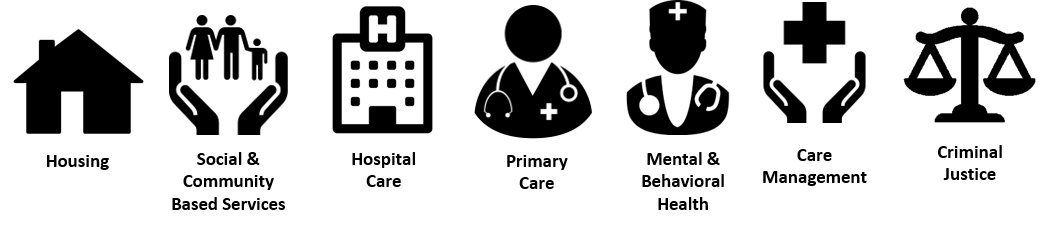 H
Housing
Social &
Community
Based Services
Hospital
Care
Primary
Care
Mental &
Behavioral
Health
Care
Management
Criminal
Justice